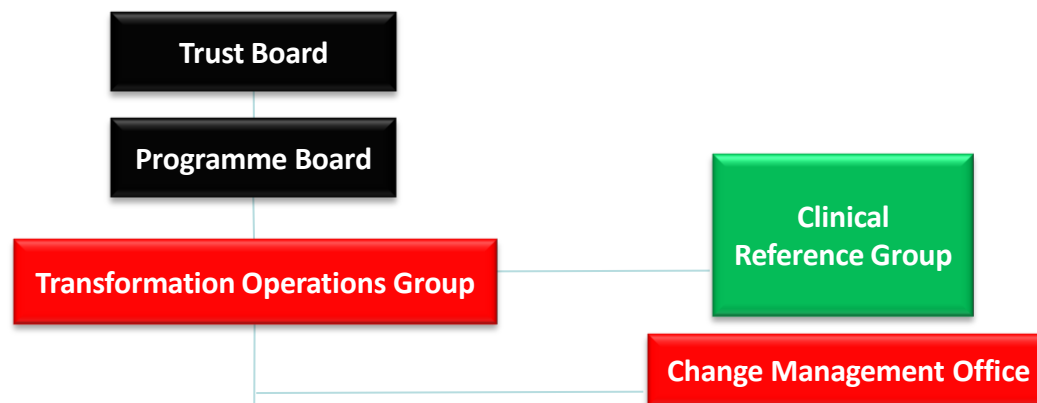 Trust Board
Programme Board
Clinical
Reference Group
Transformation Operations Group
Change Management Office